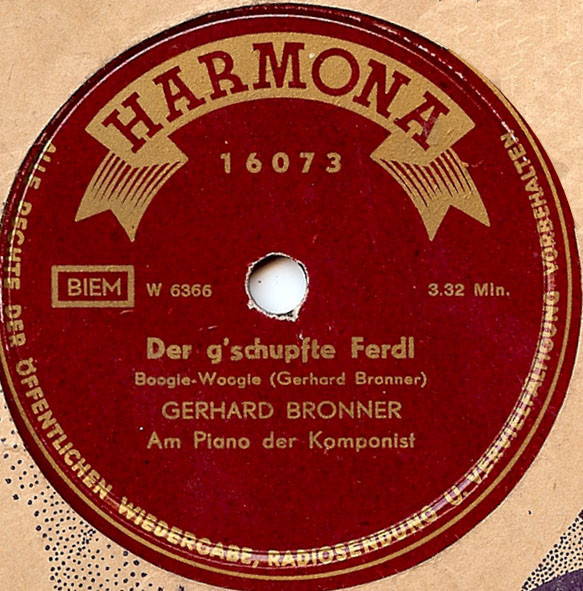 HARMONA
16073
BIEM W 6366 3.32 Min.
Der g'schupfte Ferdl
Boogie-Woogie (Gerhard Bronner)
GERHARD BRONNER
Am Piano der Komponist
ALLE RECHTE DER ÖFFENTLICHEN WIEDERGABE, RADIOSENDUNG U. VERVIELFÄLTIGUNG VORBEHALTEN